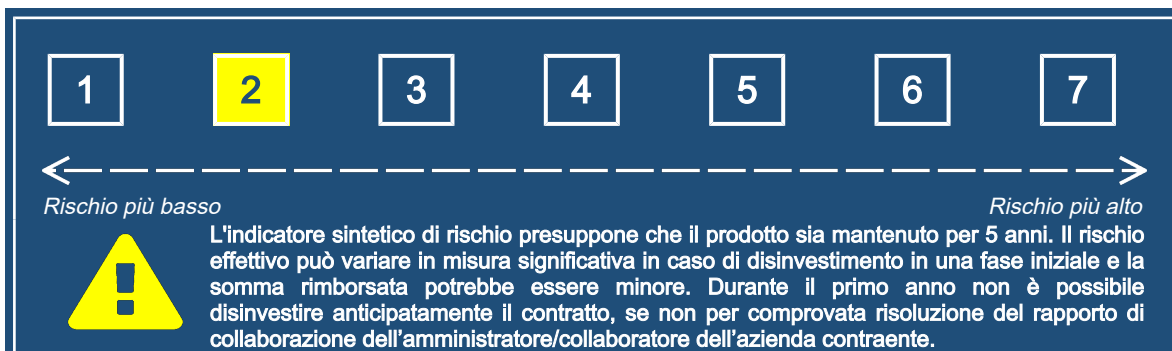 1 2 3 4 5 6 7
Rischio più basso Rischio più alto
L'indicatore sintetico di rischio presuppone che il prodotto sia mantenuto per 5 anni. Il rischio
effettivo può variare in misura significativa in caso di disinvestimento in una fase iniziale e la
somma rimborsata potrebbe essere minore. Durante il primo anno non è possibile
disinvestire anticipatamente il contratto, se non per comprovata risoluzione del rapporto di
collaborazione dell’amministratore/collaboratore dell’azienda contraente.